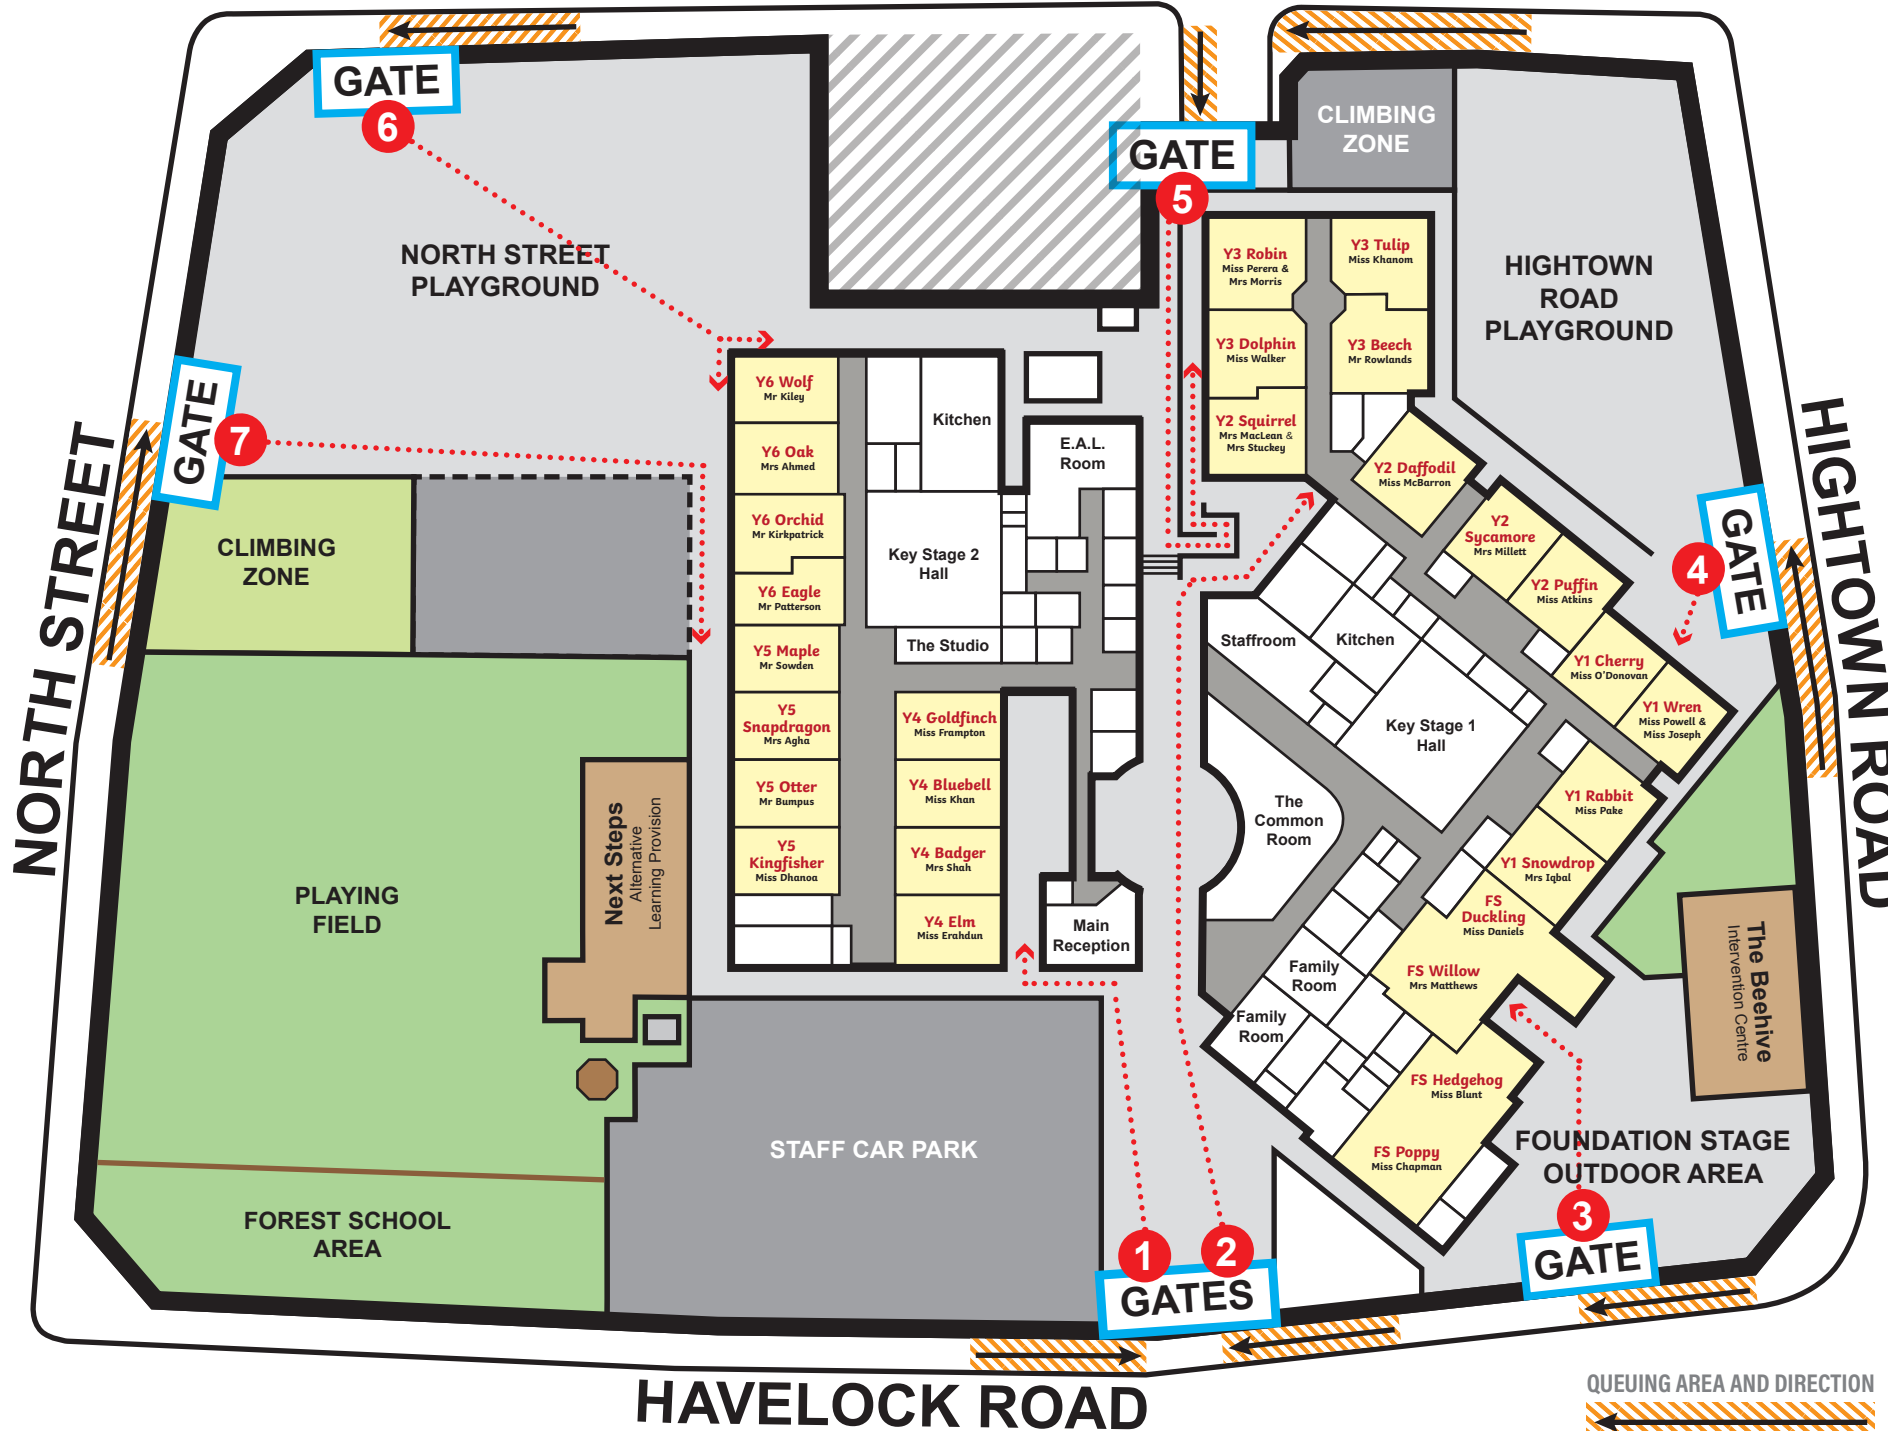 GATE
6
GATE
5
CLIMBING
ZONE
NORTH STREET
PLAYGROUND
HIGHTOWN
ROAD
PLAYGROUND
Y3 Robin
Miss Perera &
Mrs Morris
Y3 Tulip
Miss Khanom
Y3 Dolphin
Miss Walker
Y3 Beech
Mr Rowlands
Y2 Squirrel
Mrs MacLean &
Mrs Stuckey
Y2 Daffodil
Miss McBarron
Y2
Sycamore
Mrs Millett
Y2 Puffin
Miss Atkins
Y1 Cherry
Miss O'Donovan
Y1 Wren
Miss Powell &
Miss Joseph
GATE
7
GATE
4
NORTH STREET
HIGHTOWN ROAD
CLIMBING
ZONE
Y6 Wolf
Mr Kiley
Y6 Oak
Mrs Ahmed
Y6 Orchid
Mr Kirkpatrick
Y6 Eagle
Mr Patterson
Y5 Maple
Mr Sowden
Y5
Snapdragon
Mrs Agha
Y5 Otter
Mr Bumpus
Y5
Kingfisher
Miss Dhanoa
Kitchen
E.A.L.
Room
Key Stage 2
Hall
The Studio
Y4 Goldfinch
Miss Frampton
Y4 Bluebell
Miss Khan
Y4 Badger
Mrs Shah
Y4 Elm
Miss Erahdun
Main
Reception
Staffroom
Kitchen
Key Stage 1
Hall
The
Common
Room
Y1 Rabbit
Miss Pake
Y1 Snowdrop
Mrs Iqbal
FS
Duckling
Miss Daniels
FS Willow
Mrs Matthews
Family
Room
Family
Room
FS Hedgehog
Miss Blunt
FS Poppy
Miss Chapman
Next Steps
Alternative
Learning Provision
PLAYING
FIELD
The Beehive
Intervention Centre
STAFF CAR PARK
FOUNDATION STAGE
OUTDOOR AREA
FOREST SCHOOL
AREA
1
2
GATES
3
GATE
HAVELOCK ROAD
QUEUING AREA AND DIRECTION